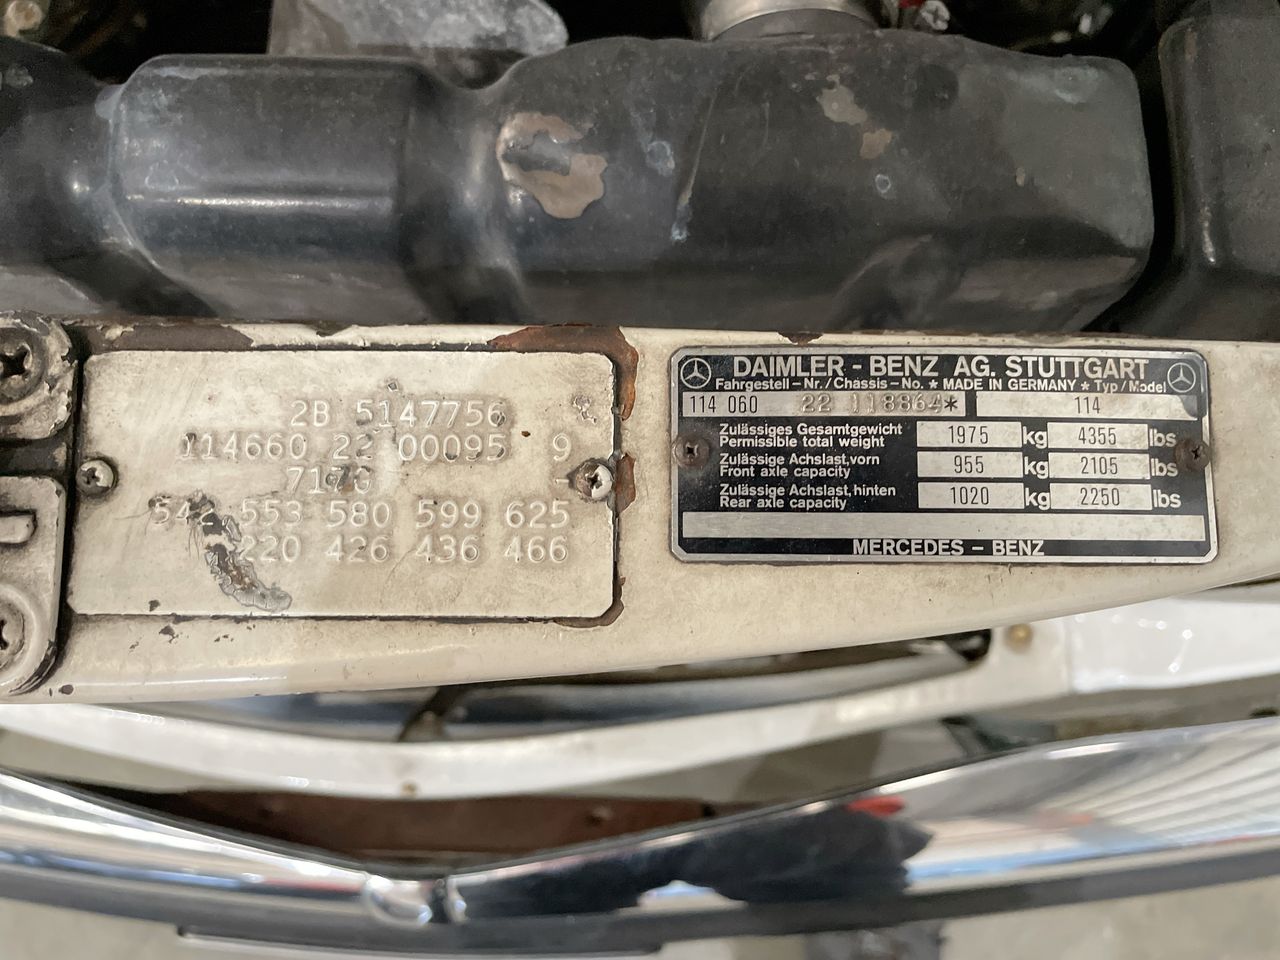 2B 5147756
114660 22 00095 9
717G -
542 553 580 599 625
220 426 436 466
DAIMLER - BENZ AG. STUTTGART
Fahrgestell - Nr. / Chassis - No. * MADE IN GERMANY * Typ / Model
114 060 22 118864* 114
Zulässiges Gesamtgewicht
Permissible total weight 1975 kg 4355 lbs
Zulässige Achslast, vorn
Front axle capacity 955 kg 2105 lbs
Zulässige Achslast, hinten
Rear axle capacity 1020 kg 2250 lbs
MERCEDES - BENZ